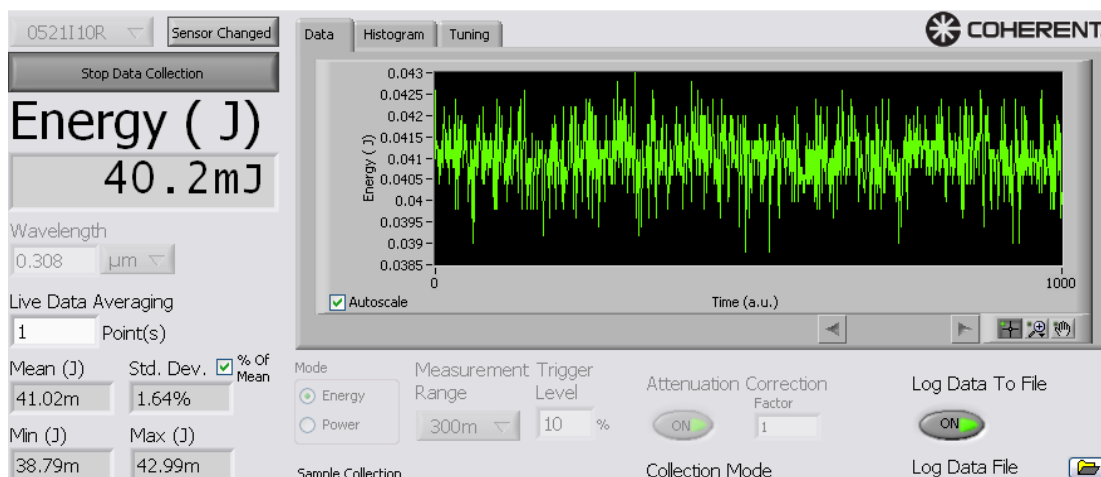 0521I10R
Sensor Changed
Stop Data Collection
Energy ( J)
40.2mJ
Wavelength
0.308 µm
Live Data Averaging
1 Point(s)
Mean (J) Std. Dev. % Of Mean
41.02m 1.64%
Min (J) Max (J)
38.79m 42.99m
Data Histogram Tuning
COHERENT
0.043
0.0425
0.042
0.0415
0.041
0.0405
0.04
0.0395
0.039
0.0385
Energy ( J)
0 1000
Autoscale Time (a.u.)
Mode
Energy
Power
Measurement Range
300m
Trigger Level
10 %
Attenuation Correction
ON
Factor
1
Log Data To File
ON
Sample Collection
Collection Mode
Log Data File